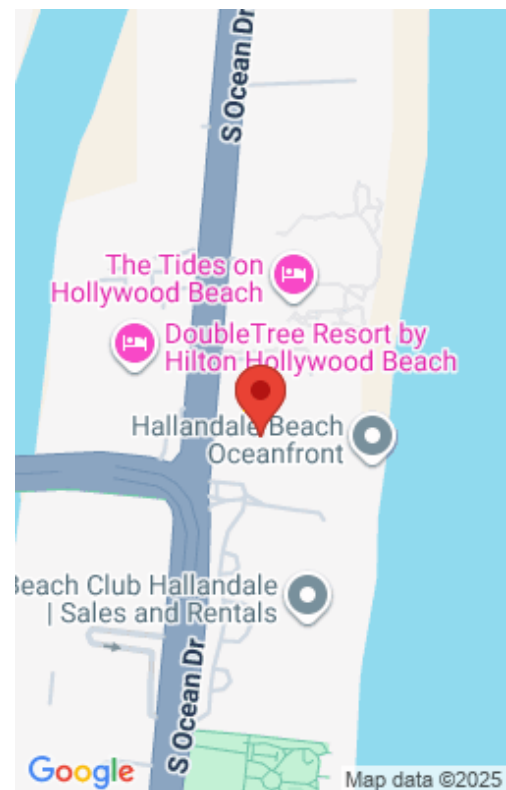 S Ocean Dr
The Tides on
Hollywood Beach
DoubleTree Resort by
Hilton Hollywood Beach
Hallandale Beach
Oceanfront
Beach Club Hallandale
| Sales and Rentals
S Ocean Dr
Google
Map data ©2025